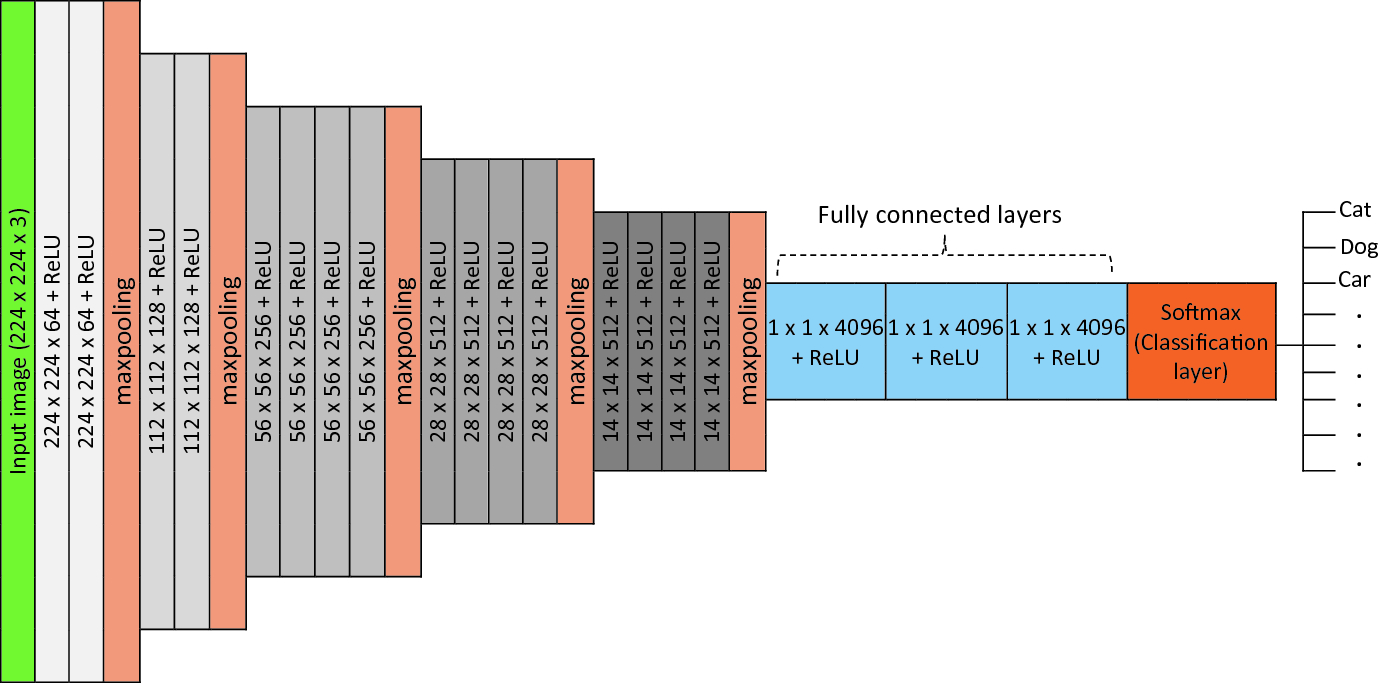 Input image (224 x 224 x 3)
224 x 224 x 64 + ReLU
224 x 224 x 64 + ReLU
maxpooling
112 x 112 x 128 + ReLU
112 x 112 x 128 + ReLU
maxpooling
56 x 56 x 256 + ReLU
56 x 56 x 256 + ReLU
56 x 56 x 256 + ReLU
56 x 56 x 256 + ReLU
maxpooling
28 x 28 x 512 + ReLU
28 x 28 x 512 + ReLU
28 x 28 x 512 + ReLU
28 x 28 x 512 + ReLU
maxpooling
14 x 14 x 512 + ReLU
14 x 14 x 512 + ReLU
14 x 14 x 512 + ReLU
14 x 14 x 512 + ReLU
maxpooling
Fully connected layers
1 x 1 x 4096
+ ReLU
1 x 1 x 4096
+ ReLU
1 x 1 x 4096
+ ReLU
Softmax
(Classification
layer)
Cat
Dog
Car
.
.
.
.
.